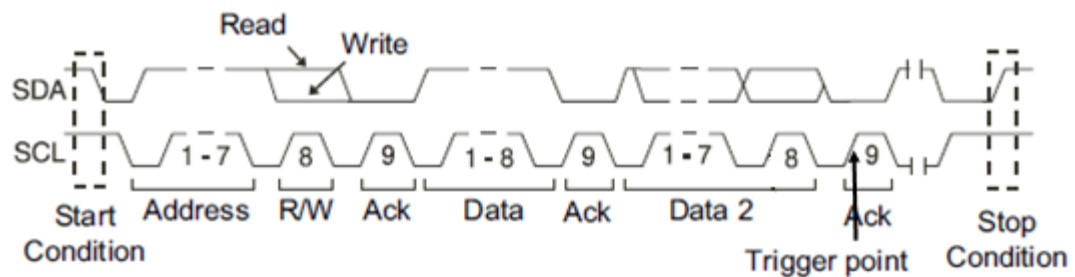 Read
Write
SDA
SCL
1 - 7
8
9
1 - 8
9
1 - 7
8
9
Address
R/W
Ack
Data
Ack
Data 2
Ack
Start
Condition
Trigger point
Stop
Condition